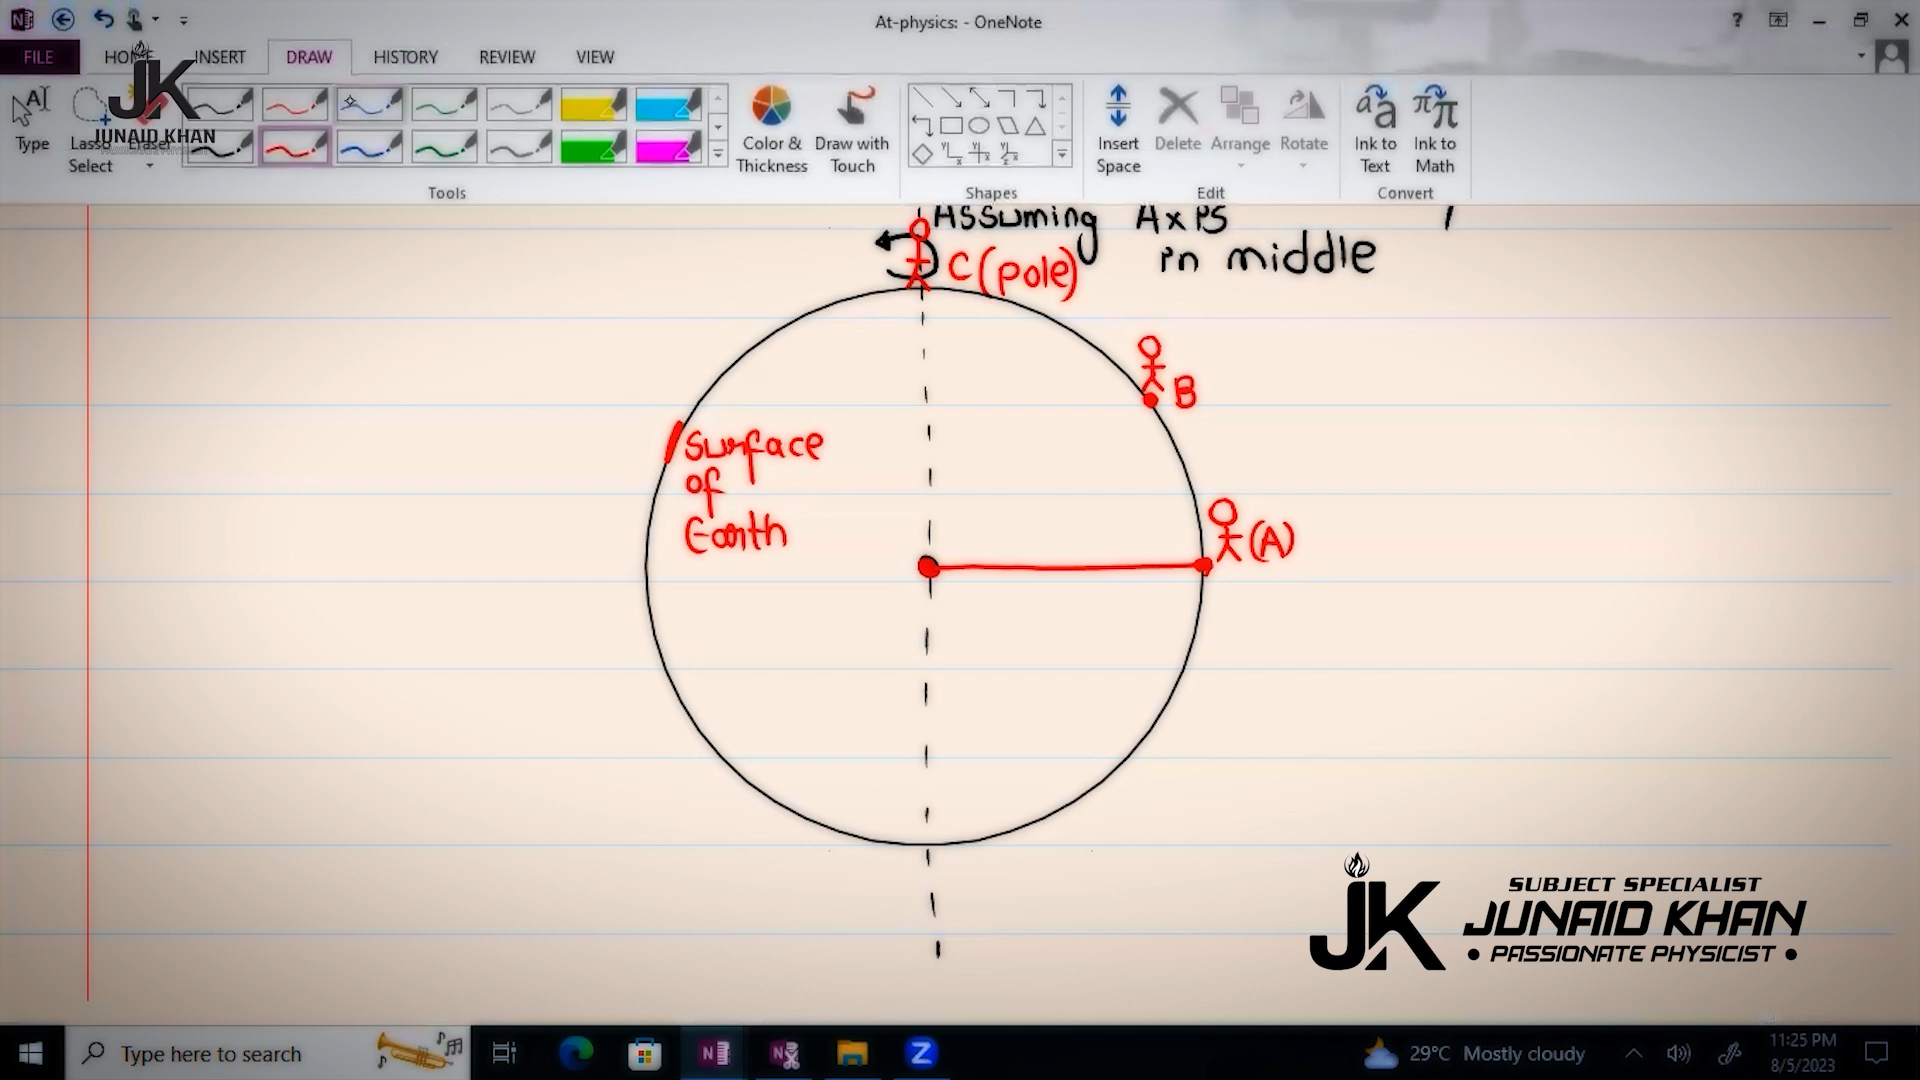 At-physics: - OneNote
?
FILE HOME INSERT DRAW HISTORY REVIEW VIEW
JK
JUNAID KHAN
Type
Lasso Select
Eraser
Color & Thickness
Draw with Touch
Insert Space
Delete
Arrange
Rotate
Ink to Text
Ink to Math
Tools
Shapes
Edit
Convert
Assuming AxPS
in middle
C (pole)
B
Surface
of
Earth
(A)
JK
SUBJECT SPECIALIST
JUNAID KHAN
• PASSIONATE PHYSICIST •
Type here to search
29°C Mostly cloudy
11:25 PM
8/5/2023